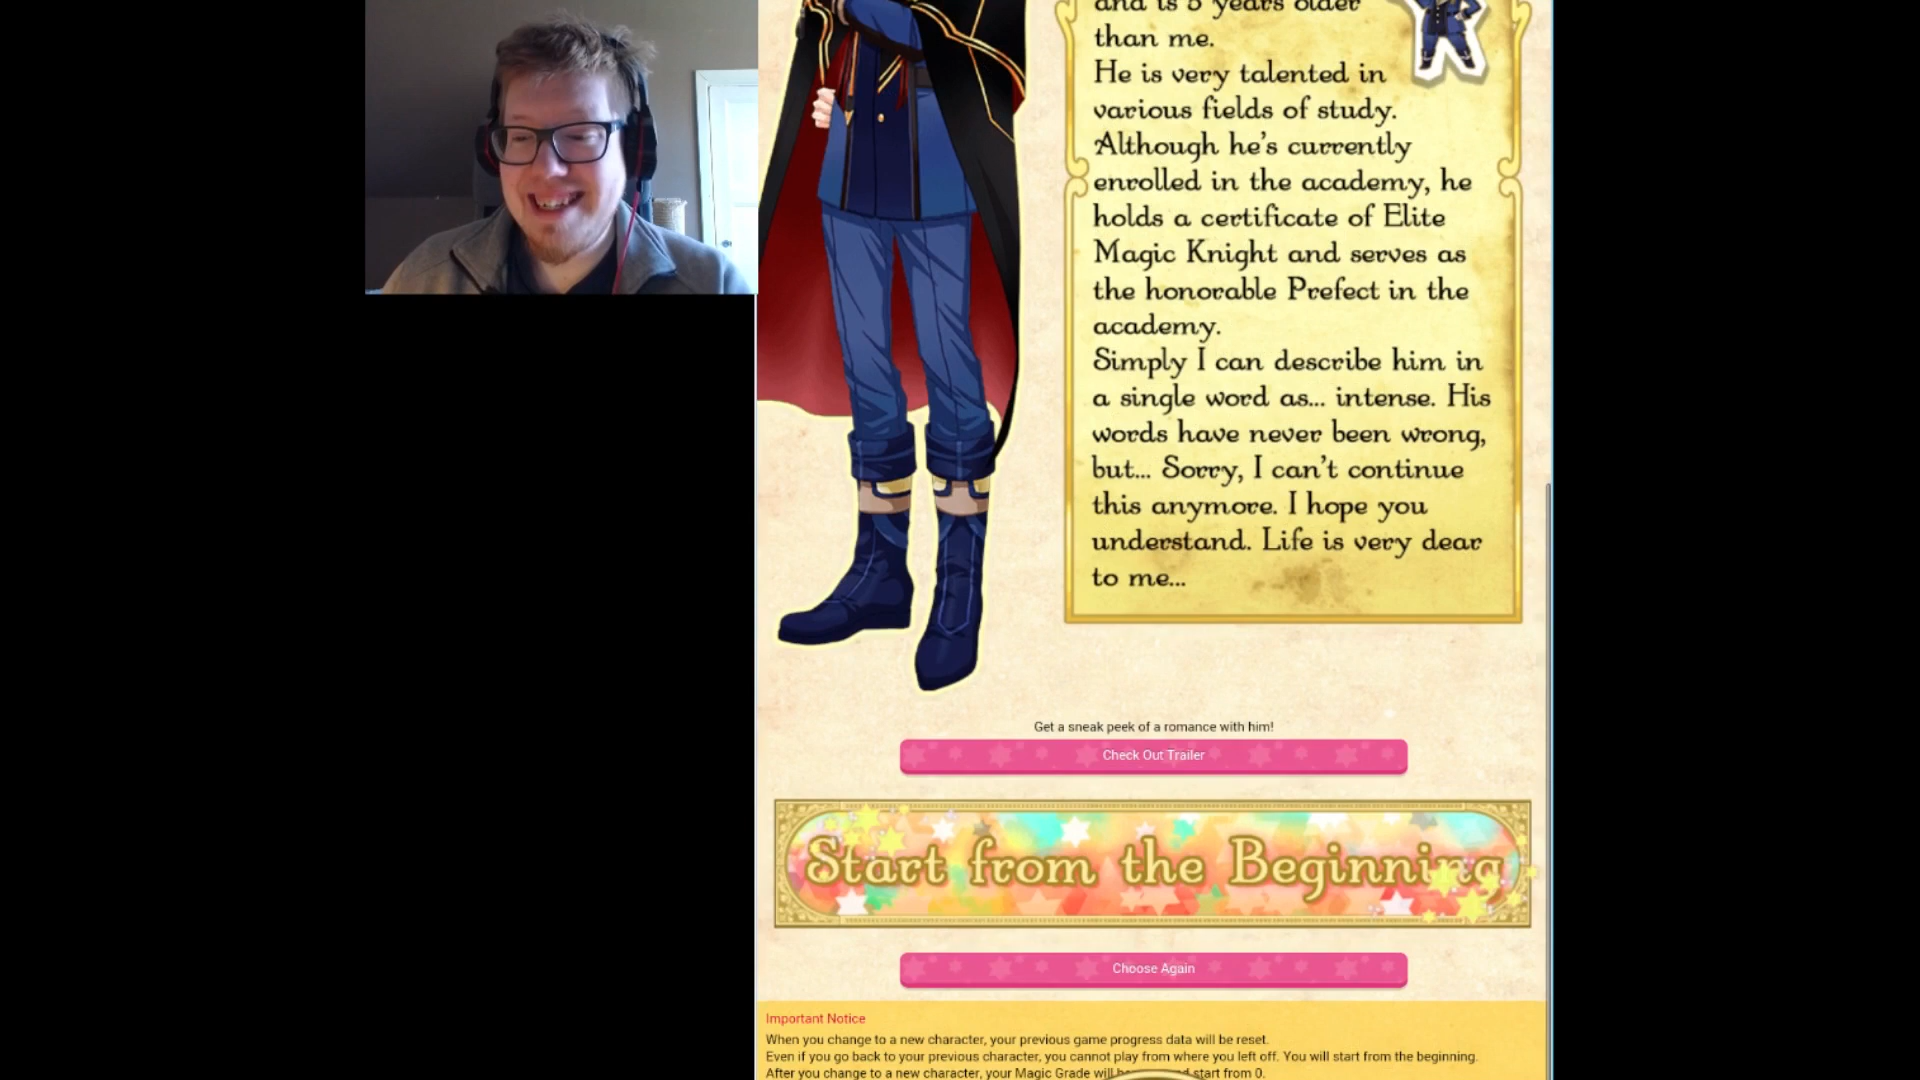 and is 5 years older
than me.
He is very talented in
various fields of study.
Although he's currently
enrolled in the academy, he
holds a certificate of Elite
Magic Knight and serves as
the honorable Prefect in the
academy.
Simply I can describe him in
a single word as... intense. His
words have never been wrong,
but... Sorry, I can't continue
this anymore. I hope you
understand. Life is very dear
to me...
Get a sneak peek of a romance with him!
Check Out Trailer
Start from the Beginning
Choose Again
Important Notice
When you change to a new character, your previous game progress data will be reset.
Even if you go back to your previous character, you cannot play from where you left off. You will start from the beginning.
After you change to a new character, your Magic Grade will start from 0.